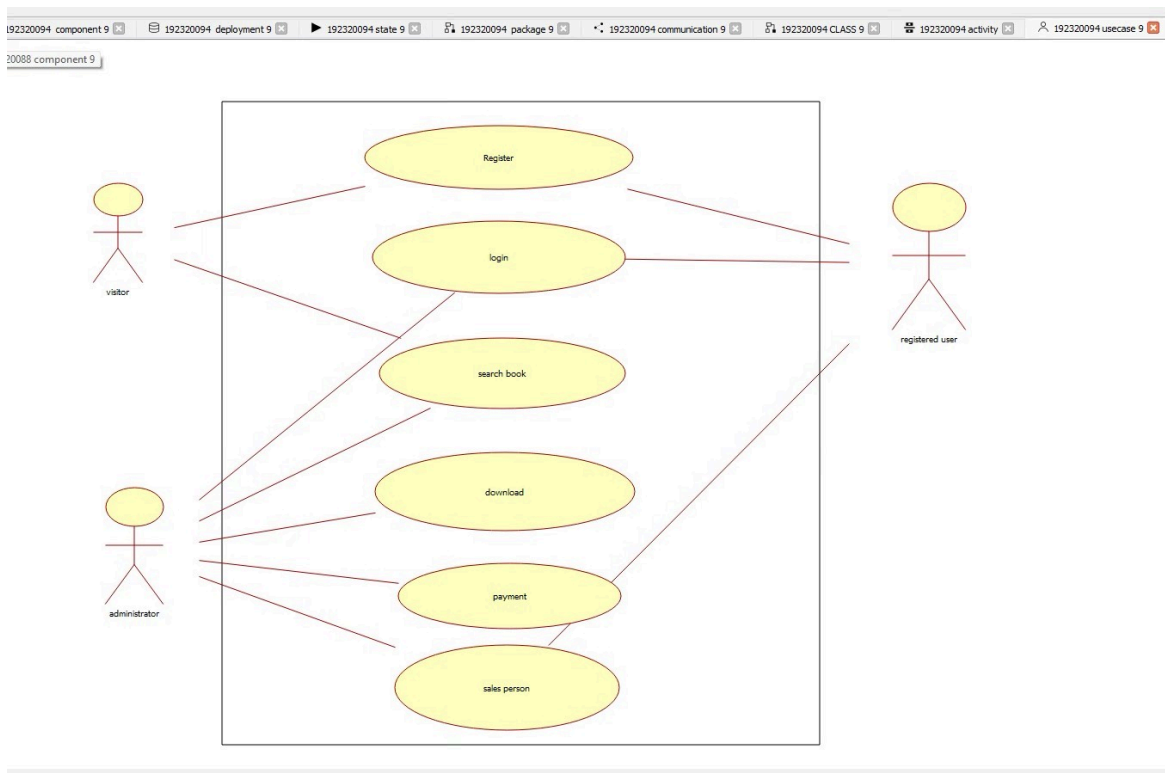 192320094 component 9
192320094 deployment 9
192320094 state 9
192320094 package 9
192320094 communication 9
192320094 CLASS 9
192320094 activity
192320094 usecase 9
20088 component 9
Register
visitor
login
registered user
search book
download
administrator
payment
sales person